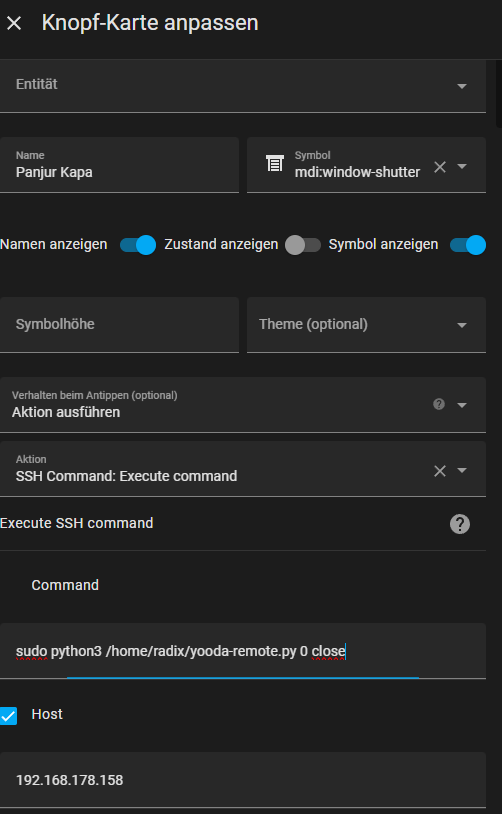 Knopf-Karte anpassen
Entität
Name
Panjur Kapa
Symbol
mdi:window-shutter
Namen anzeigen
Zustand anzeigen
Symbol anzeigen
Symbolhöhe
Theme (optional)
Verhalten beim Antippen (optional)
Aktion ausführen
Aktion
SSH Command: Execute command
Execute SSH command
Command
sudo python3 /home/radix/yooda-remote.py 0 close
Host
192.168.178.158